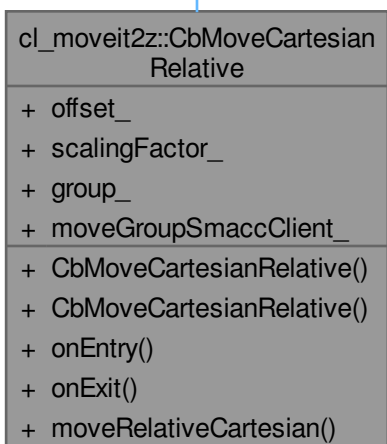 cl_moveit2z::CbMoveCartesian
Relative
+ offset_
+ scalingFactor_
+ group_
+ moveGroupSmaccClient_
+ CbMoveCartesianRelative()
+ CbMoveCartesianRelative()
+ onEntry()
+ onExit()
+ moveRelativeCartesian()